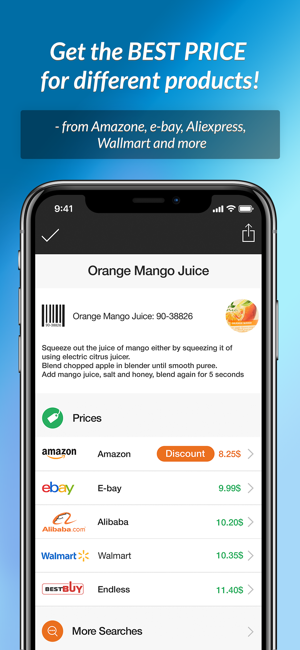 Get the BEST PRICE
for different products!
- from Amazone, e-bay, Aliexpress,
Wallmart and more
9:41
Orange Mango Juice
90-38826
Orange Mango Juice: 90-38826
Squeeze out the juice of mango either by squeezing it of
using electric citrus juicer.
Blend chopped apple in blender until smooth puree.
Add mango juice, salt and honey, blend again for 5 seconds
Prices
amazon Amazon Discount 8.25$
ebay E-bay 9.99$
Alibaba.com Alibaba 10.20$
Walmart Walmart 10.35$
BEST BUY Endless 11.40$
More Searches